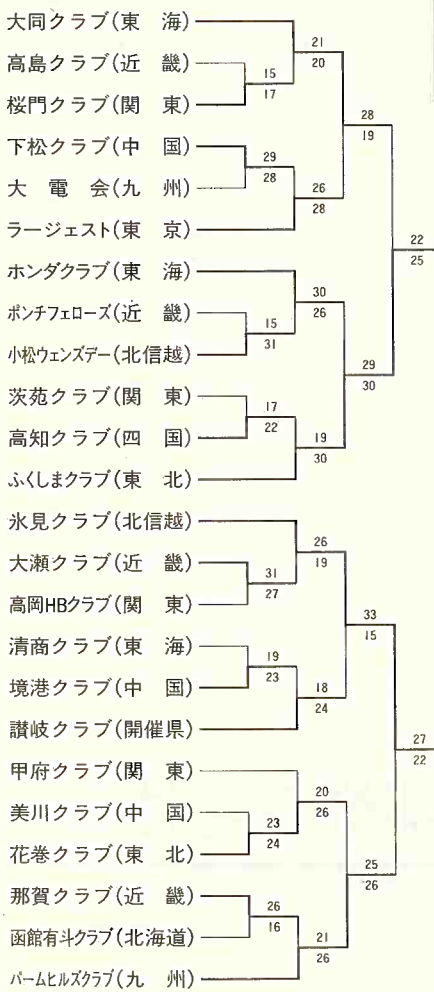 大同クラブ(東 海)
21
20
高島クラブ(近 畿)
15
17
桜門クラブ(関 東)
28
19
下松クラブ(中 国)
29
28
大 電 会(九 州)
26
28
ラージェスト(東 京)
22
25
ホンダクラブ(東 海)
30
26
ポンチフェローズ(近 畿)
15
31
小松ウェンズデー(北信越)
29
30
茨苑クラブ(関 東)
17
22
高知クラブ(四 国)
19
30
ふくしまクラブ(東 北)
氷見クラブ(北信越)
26
19
大瀬クラブ(近 畿)
31
27
高岡HBクラブ(関 東)
33
15
清商クラブ(東 海)
19
23
境港クラブ(中 国)
18
24
讃岐クラブ(開催県)
27
22
甲府クラブ(関 東)
20
26
美川クラブ(中 国)
23
24
花巻クラブ(東 北)
25
26
那賀クラブ(近 畿)
26
16
函館有斗クラブ(北海道)
21
26
パームヒルズクラブ(九 州)